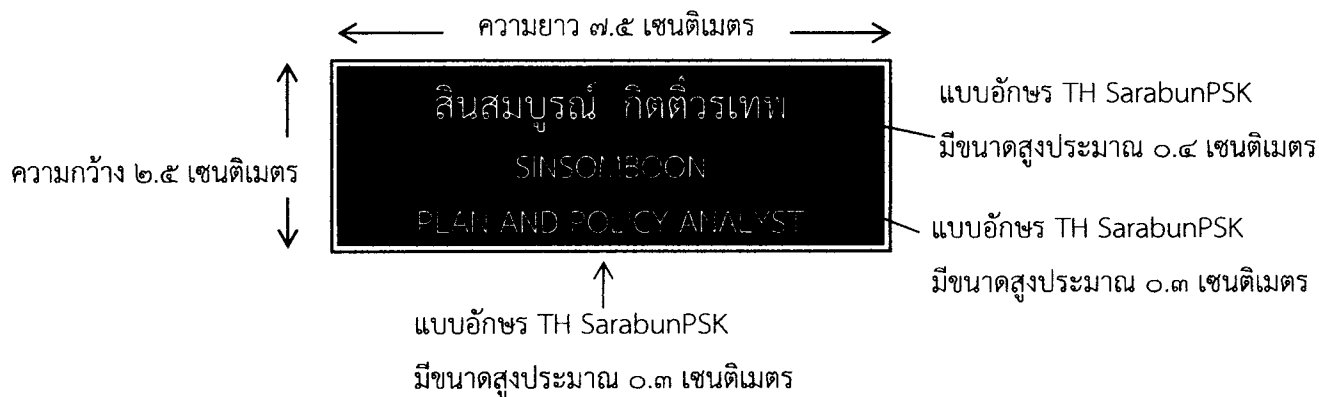 ความยาว ๗.๕ เซนติเมตร
สินสมบูรณ์ กิตติ์วรเทพ
SINSOMBOON
PLAN AND POLICY ANALYST
ความกว้าง ๒.๕ เซนติเมตร
แบบอักษร TH SarabunPSK
มีขนาดสูงประมาณ ๐.๔ เซนติเมตร
แบบอักษร TH SarabunPSK
มีขนาดสูงประมาณ ๐.๓ เซนติเมตร
แบบอักษร TH SarabunPSK
มีขนาดสูงประมาณ ๐.๓ เซนติเมตร